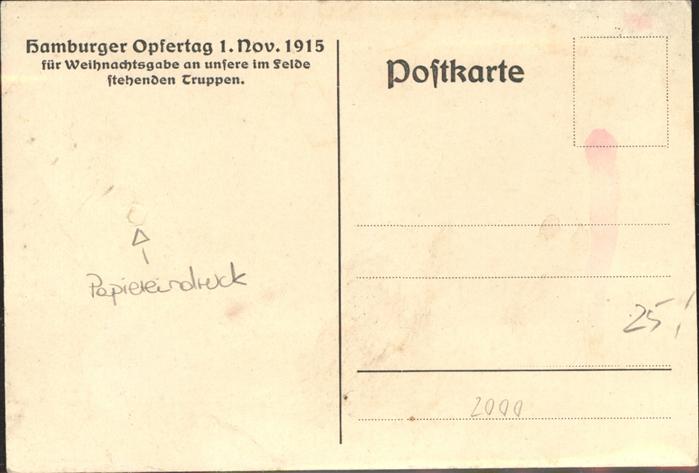 Hamburger Opfertag 1. Nov. 1915
für Weihnachtsgabe an unsere im Felde
stehenden Truppen.
Postkarte
Papiereindruck
25,!
2000